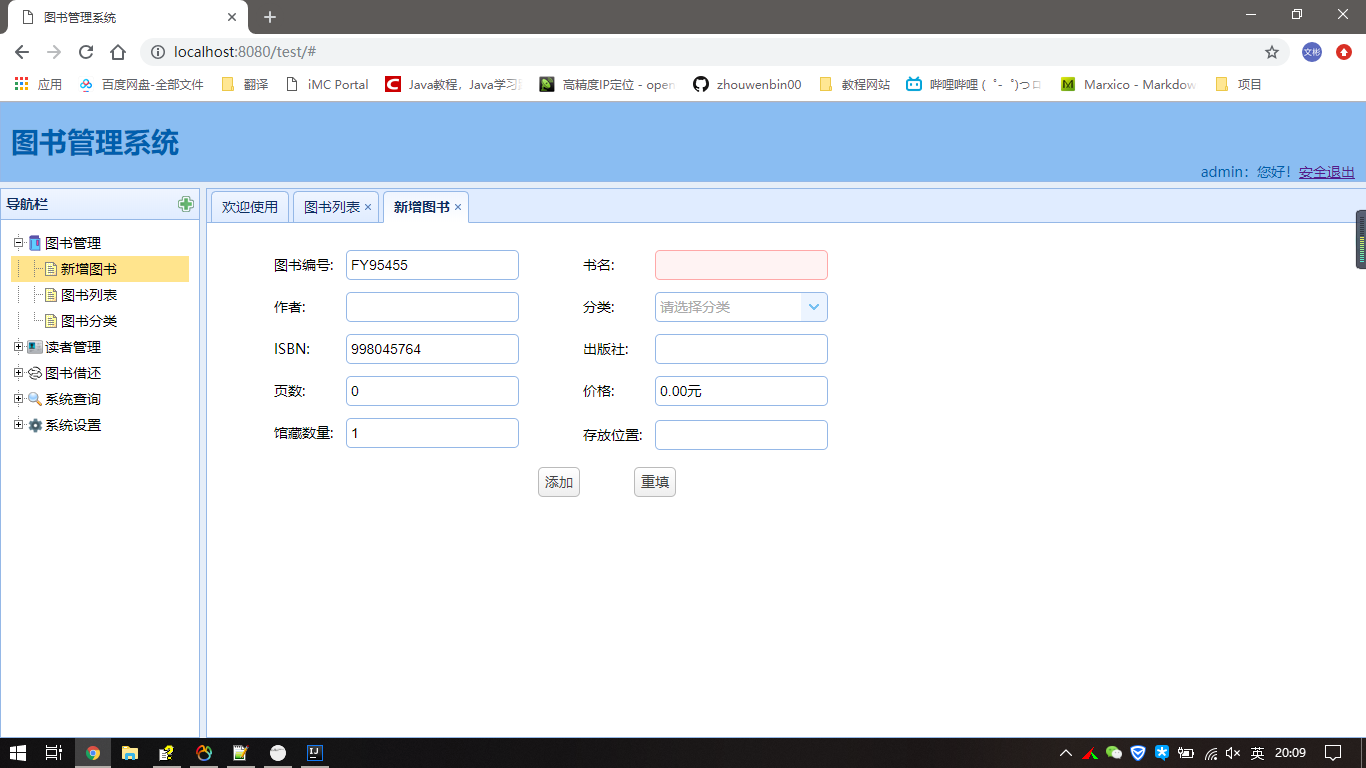 图书管理系统
localhost:8080/test/#
文彬
应用 百度网盘-全部文件 翻译 iMC Portal Java教程，Java学习 高精度IP定位 - open zhouwenbin00 教程网站 哔哩哔哩 ( ゜- ゜)つロ Marxico - Markdow 项目
图书管理系统
admin：您好！安全退出
导航栏
图书管理
新增图书
图书列表
图书分类
读者管理
图书借还
系统查询
系统设置
欢迎使用 图书列表 新增图书
图书编号: FY95455 书名:
作者: 分类: 请选择分类
ISBN: 998045764 出版社:
页数: 0 价格: 0.00元
馆藏数量: 1 存放位置:
添加 重填
英 20:09